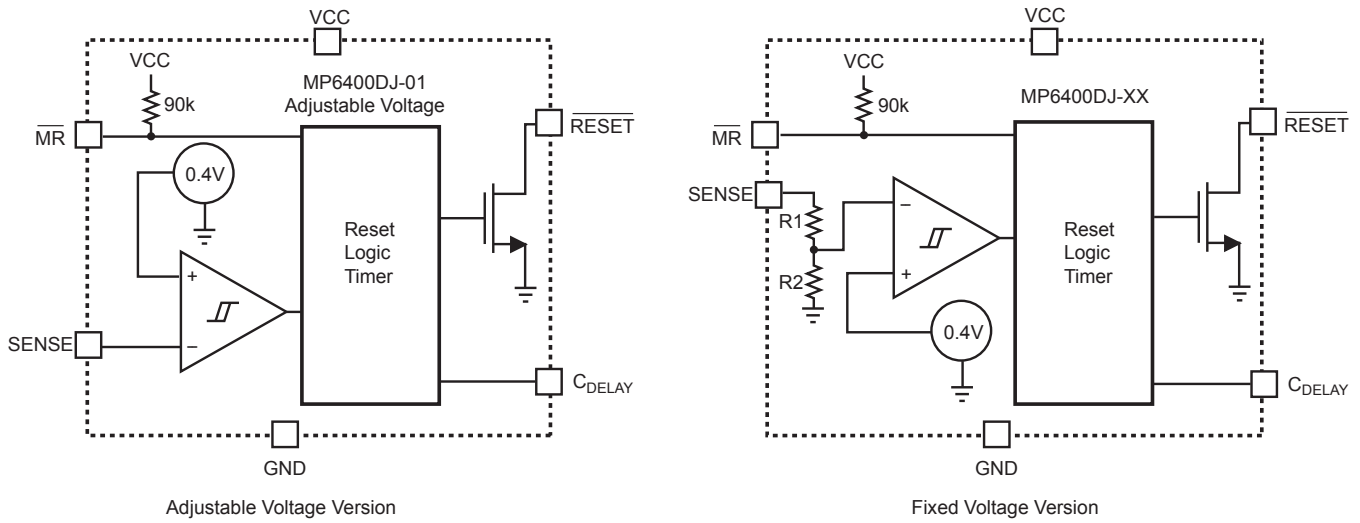 VCC
VCC
MP6400DJ-01
Adjustable Voltage
90k
MR
RESET
0.4V
+
−
SENSE
Reset
Logic
Timer
CDELAY
GND
Adjustable Voltage Version
VCC
VCC
MP6400DJ-XX
90k
MR
RESET
SENSE
R1
R2
−
+
0.4V
Reset
Logic
Timer
CDELAY
GND
Fixed Voltage Version